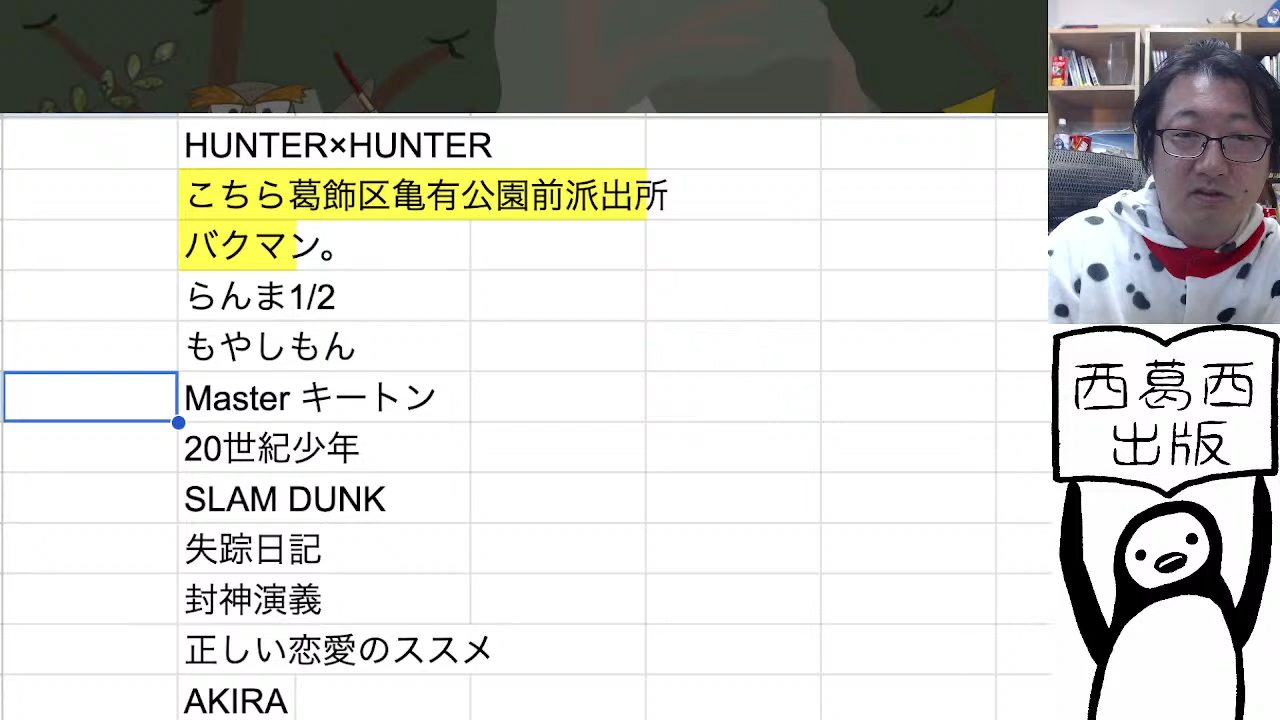 HUNTER×HUNTER
こちら葛飾区亀有公園前派出所
バクマン。
らんま1/2
もやしもん
Master キートン
20世紀少年
SLAM DUNK
失踪日記
封神演義
正しい恋愛のススメ
AKIRA
西葛西
出版